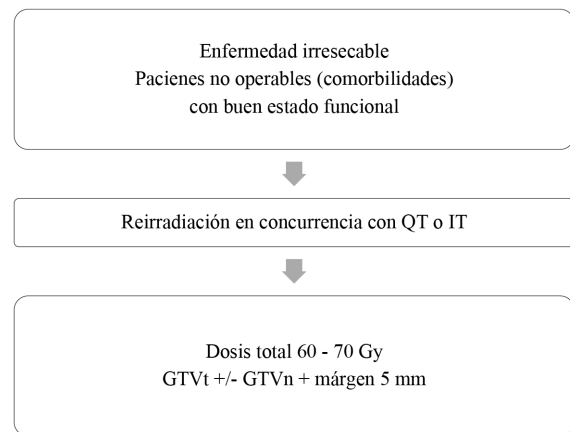 Enfermedad irresecable
Pacienes no operables (comorbilidades)
con buen estado funcional
Reirradiación en concurrencia con QT o IT
Dosis total 60 - 70 Gy
GTVt +/- GTVn + márgen 5 mm